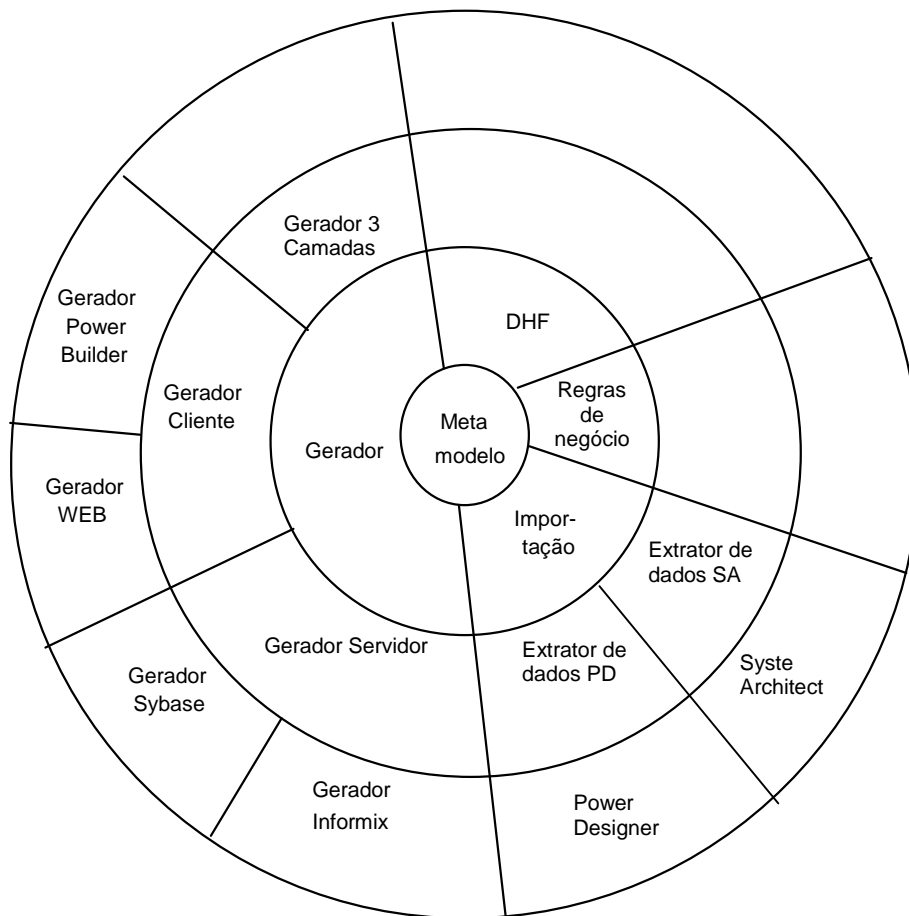 Gerador 3
Camadas
Gerador
Power
Builder
DHF
Gerador
Cliente
Regras
de
negócio
Meta
modelo
Gerador
Gerador
WEB
Impor-
tação
Extrator de
dados SA
Gerador Servidor
Extrator de
dados PD
Gerador
Sybase
Syste
Architect
Gerador
Informix
Power
Designer